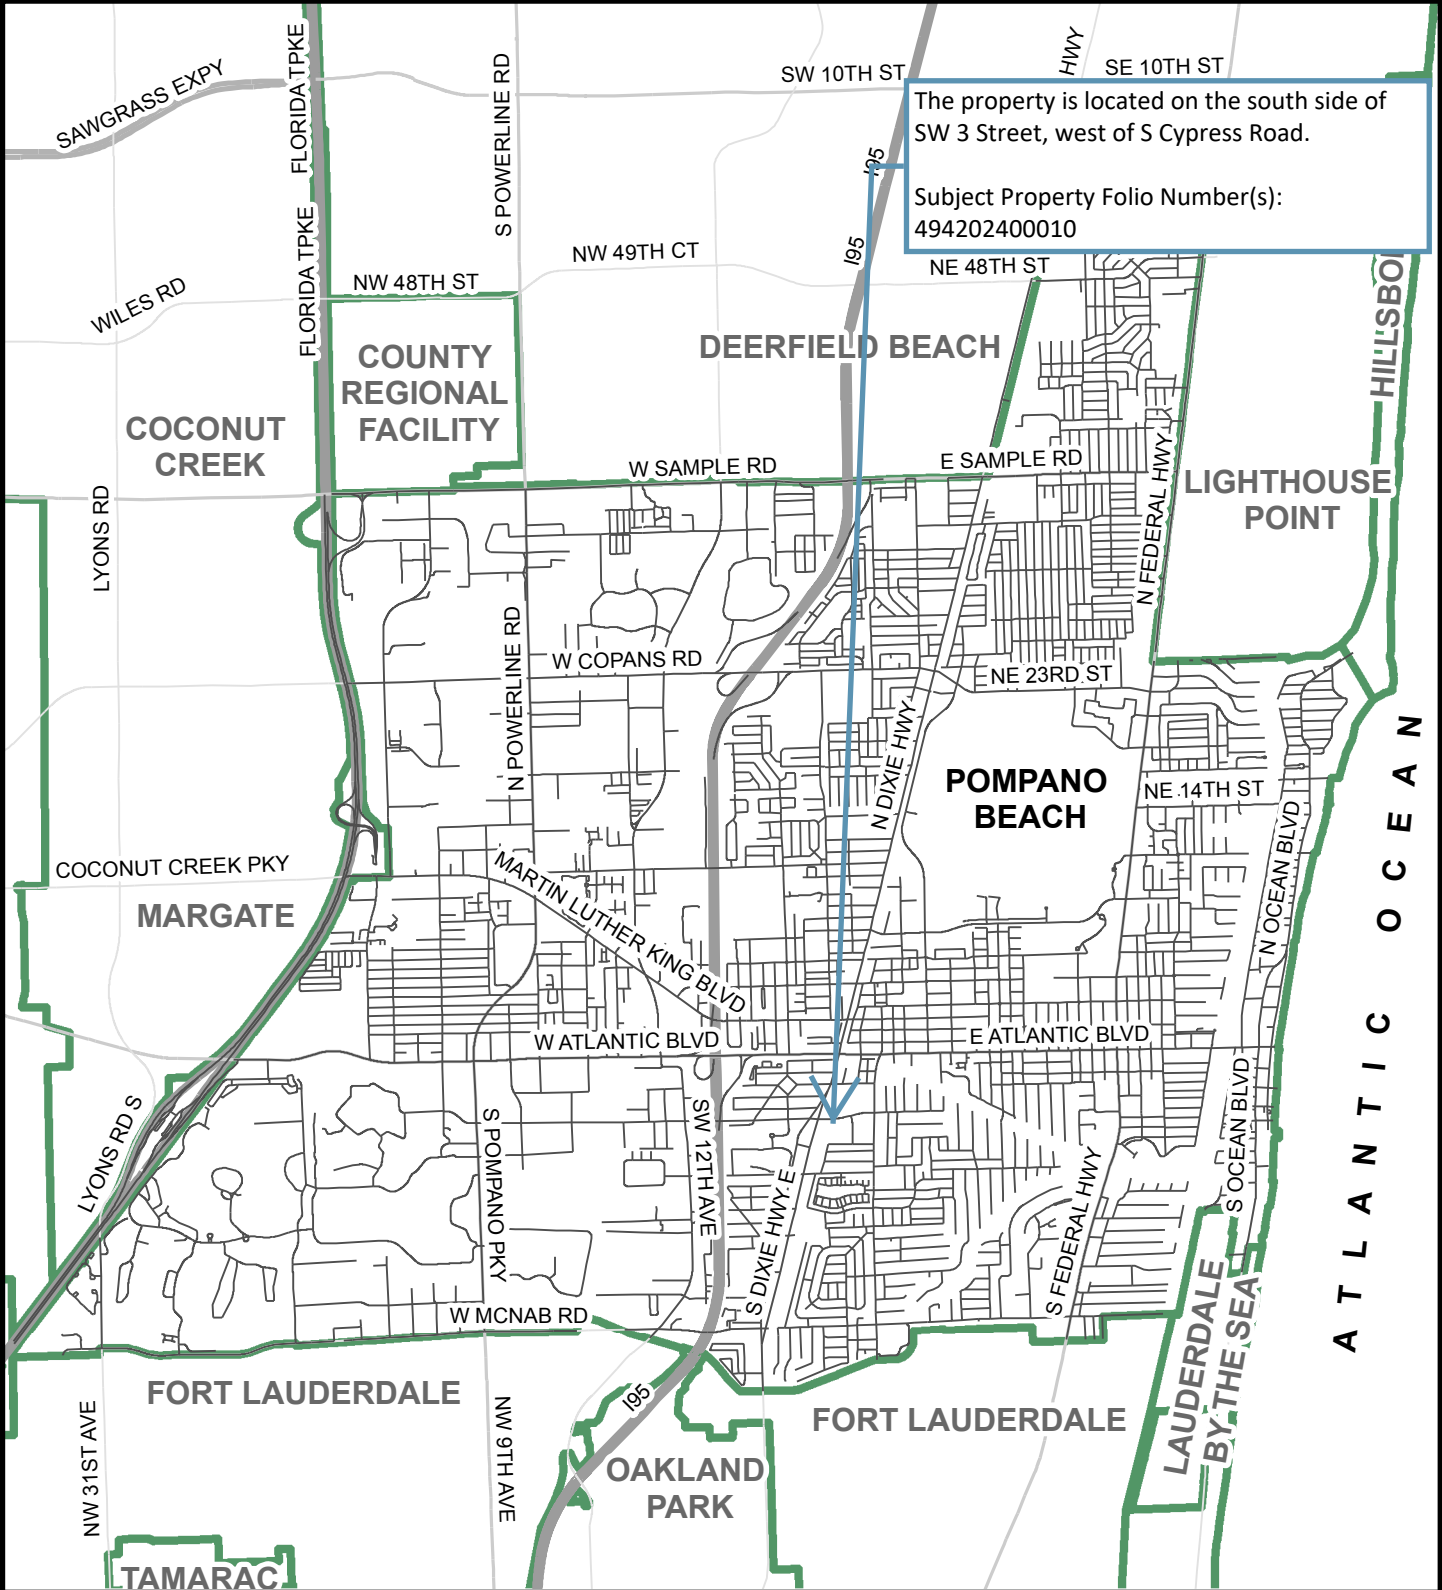 SAWGRASS EXPY
FLORIDA TPKE
S POWERLINE RD
SW 10TH ST
HWY
SE 10TH ST
The property is located on the south side of
SW 3 Street, west of S Cypress Road.
Subject Property Folio Number(s):
494202400010
I95
FLORIDA TPKE
NW 49TH CT
I95
NE 48TH ST
WILES RD
NW 48TH ST
COUNTY
REGIONAL
FACILITY
DEERFIELD BEACH
HILLSBO
COCONUT
CREEK
W SAMPLE RD
E SAMPLE RD
LIGHTHOUSE
POINT
LYONS RD
N FEDERAL HWY
N POWERLINE RD
W COPANS RD
NE 23RD ST
N DIXIE HWY
POMPANO
BEACH
NE 14TH ST
N OCEAN BLVD
ATLANTIC OCEAN
COCONUT CREEK PKY
MARGATE
MARTIN LUTHER KING BLVD
W ATLANTIC BLVD
E ATLANTIC BLVD
LYONS RD S
S POMPANO PKY
SW 12TH AVE
S DIXIE HWY E
S FEDERAL HWY
S OCEAN BLVD
W MCNAB RD
LAUDERDALE
BY THE SEA
FORT LAUDERDALE
I95
FORT LAUDERDALE
NW 31ST AVE
NW 9TH AVE
OAKLAND
PARK
TAMARAC